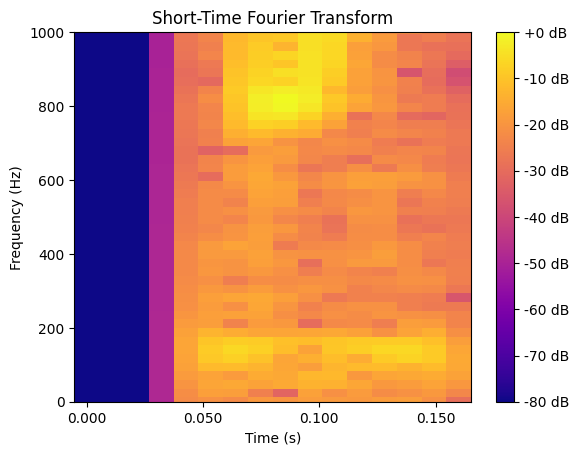 Short-Time Fourier Transform
1000
800
600
400
200
0
Frequency (Hz)
0.000
0.050
0.100
0.150
Time (s)
+0 dB
-10 dB
-20 dB
-30 dB
-40 dB
-50 dB
-60 dB
-70 dB
-80 dB